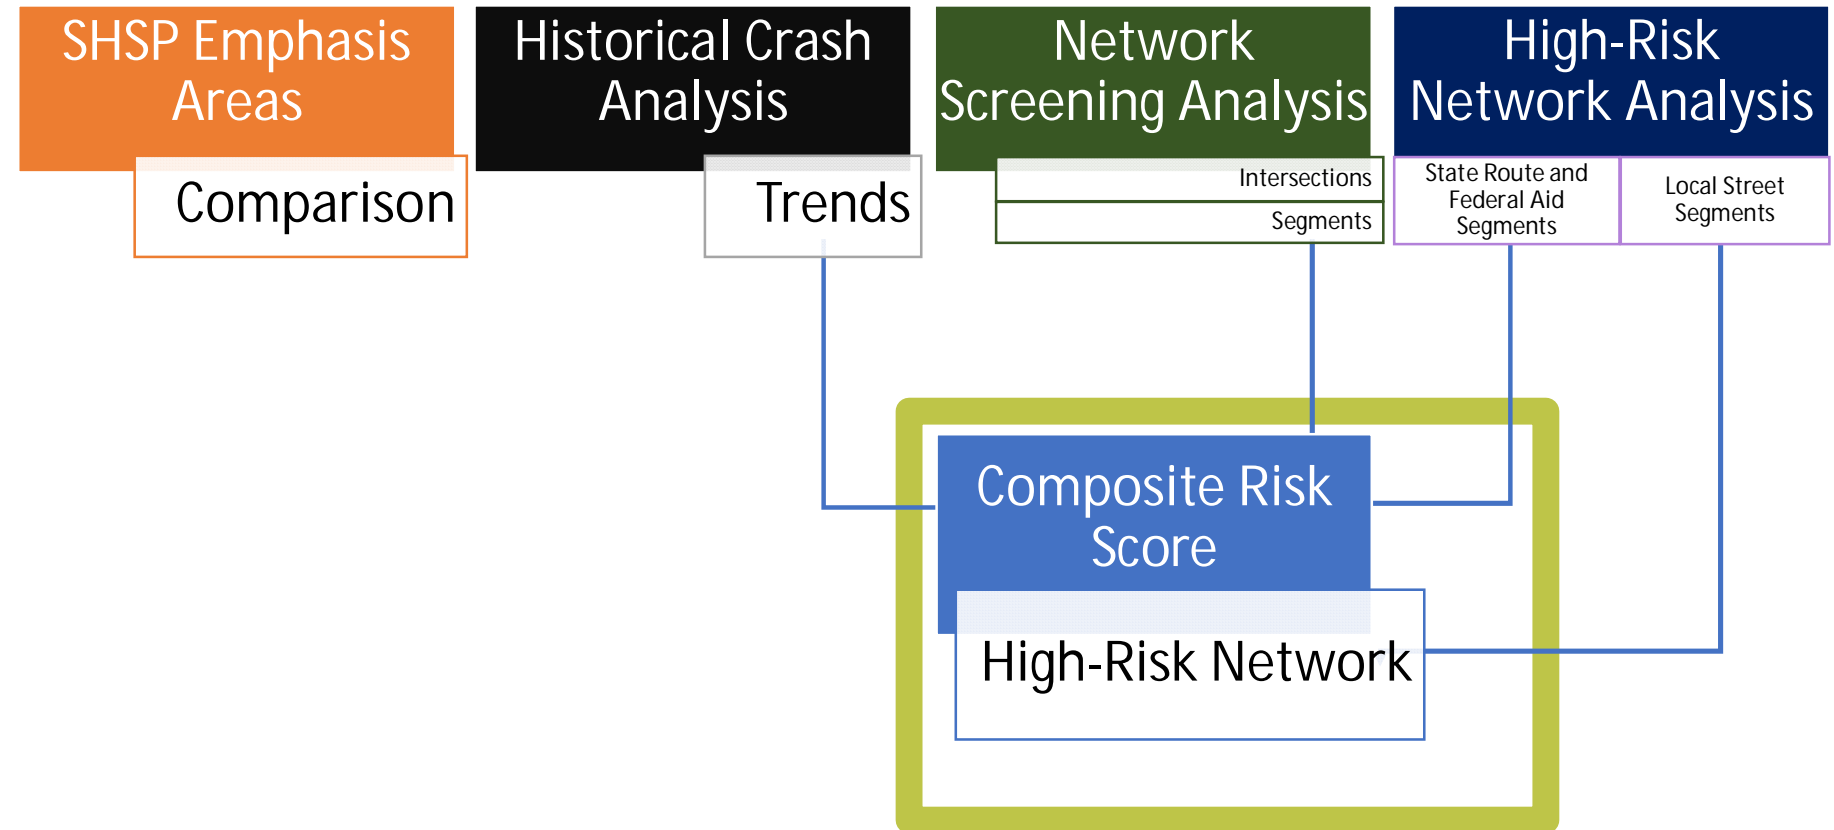 SHSP Emphasis
Areas
Comparison
Historical Crash
Analysis
Trends
Network
Screening Analysis
Intersections
Segments
High-Risk
Network Analysis
State Route and
Federal Aid
Segments
Local Street
Segments
Composite Risk
Score
High-Risk Network